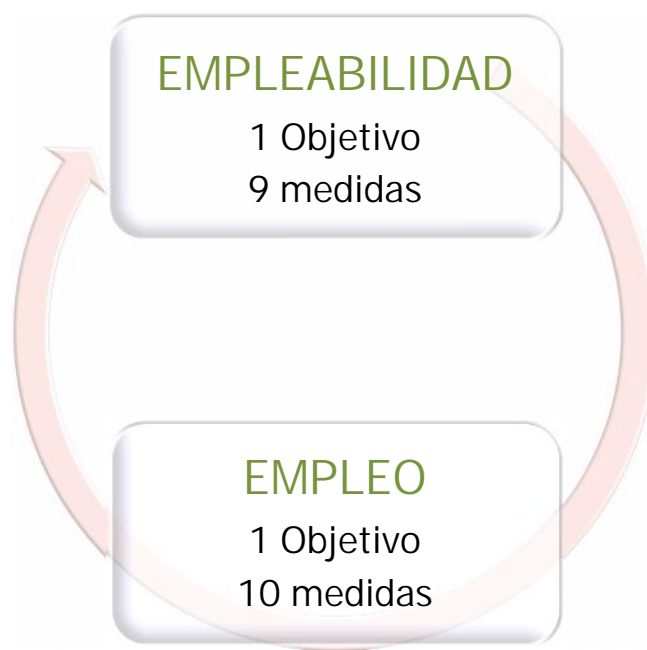 EMPLEABILIDAD
1 Objetivo
9 medidas
EMPLEO
1 Objetivo
10 medidas